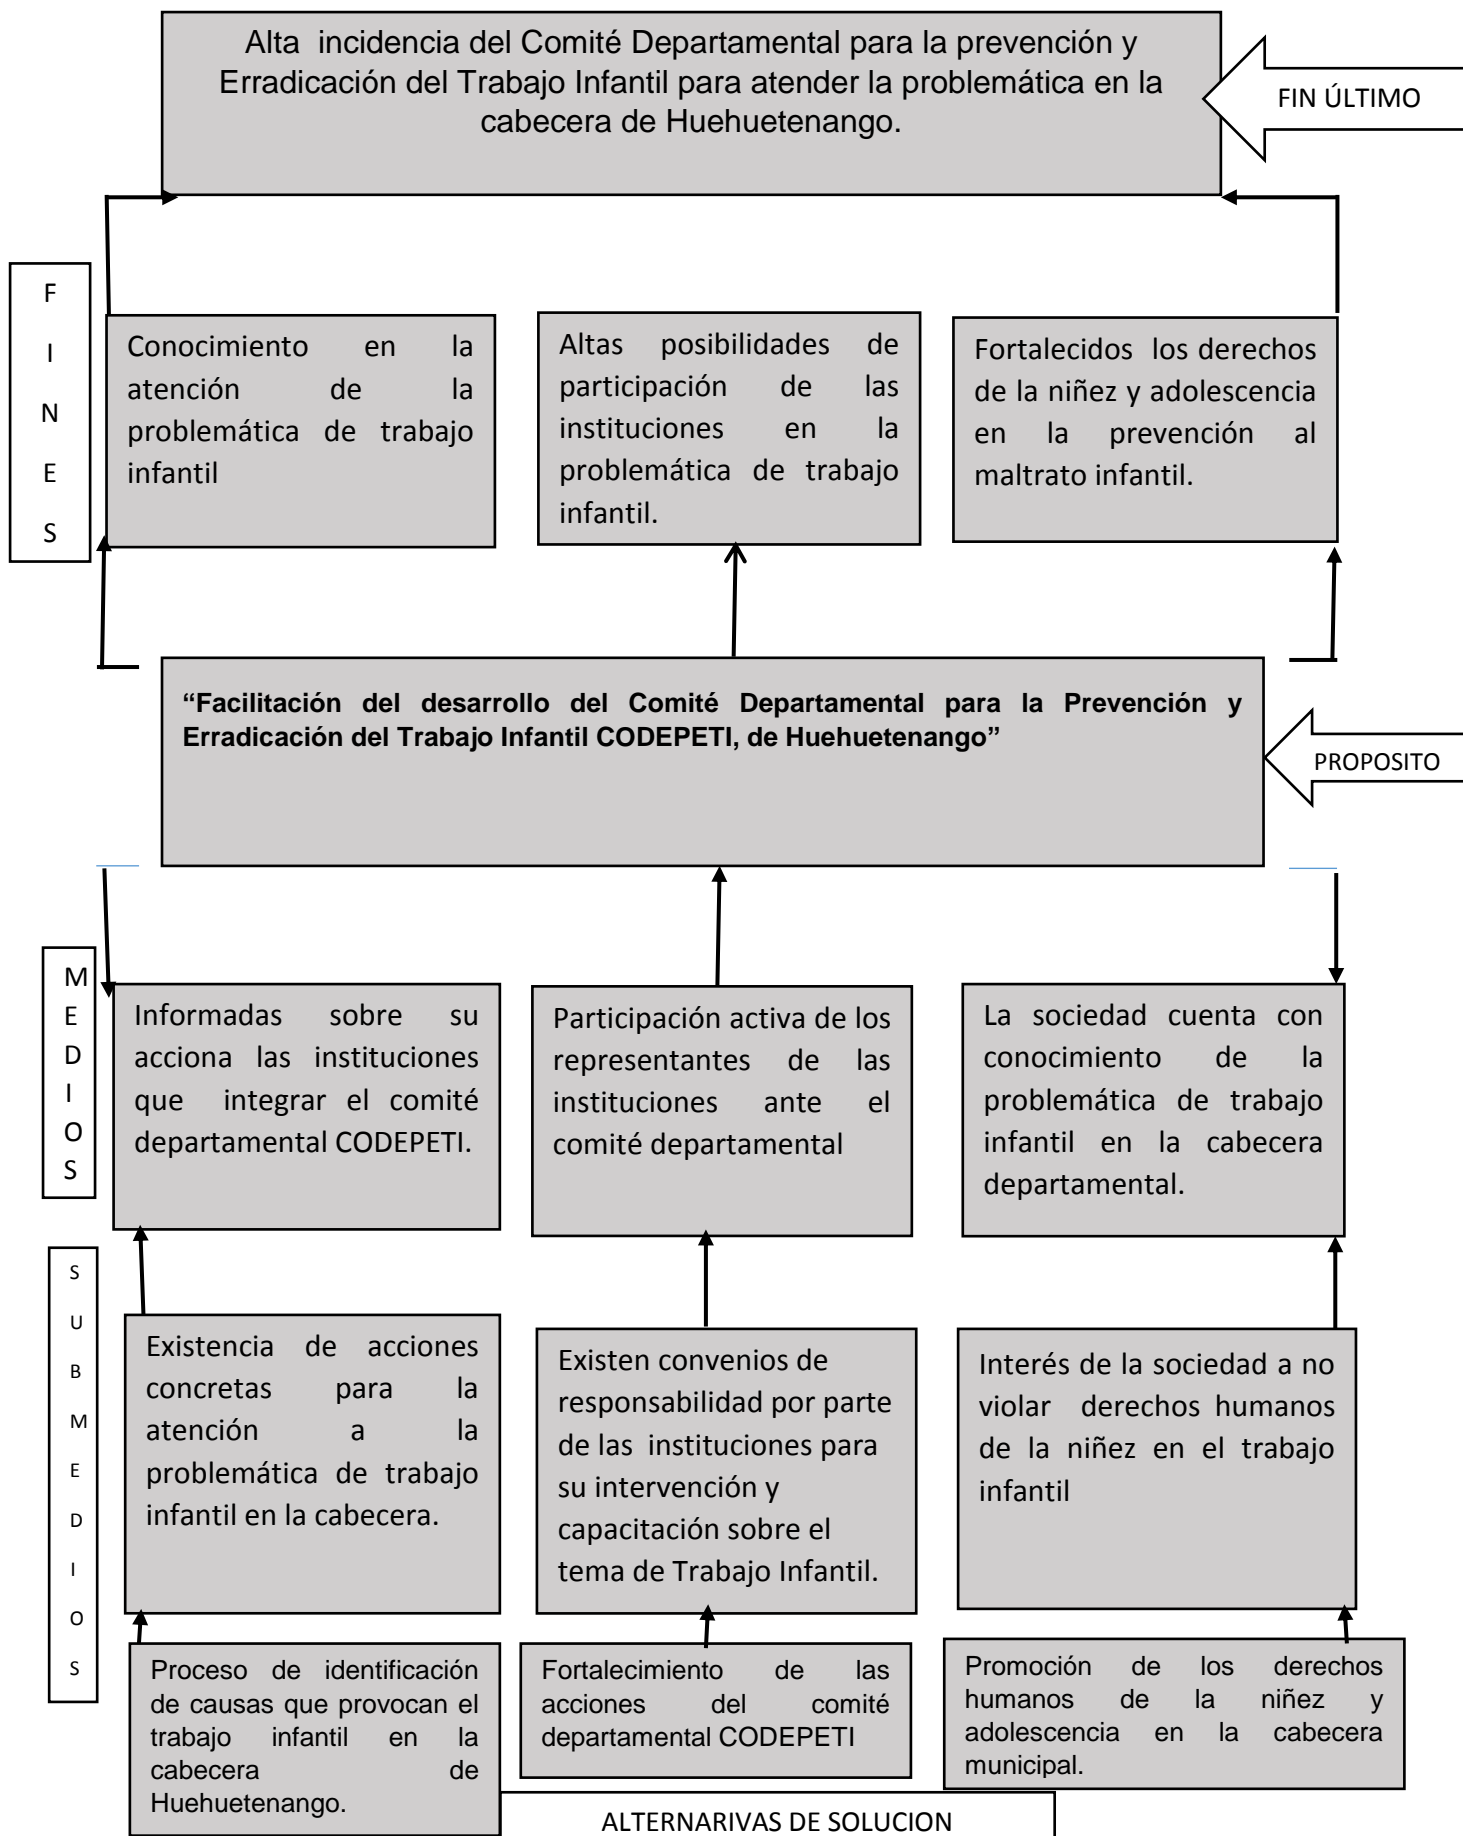 Alta incidencia del Comité Departamental para la prevención y
Erradicación del Trabajo Infantil para atender la problemática en la
cabecera de Huehuetenango.
FIN ÚLTIMO
F
I
N
E
S
Conocimiento en la
atención de la
problemática de trabajo
infantil
Altas posibilidades de
participación de las
instituciones en la
problemática de trabajo
infantil.
Fortalecidos los derechos
de la niñez y adolescencia
en la prevención al
maltrato infantil.
“Facilitación del desarrollo del Comité Departamental para la Prevención y
Erradicación del Trabajo Infantil CODEPETI, de Huehuetenango”
PROPOSITO
M
E
D
I
O
S
Informadas sobre su
acciona las instituciones
que integrar el comité
departamental CODEPETI.
Participación activa de los
representantes de las
instituciones ante el
comité departamental
La sociedad cuenta con
conocimiento de la
problemática de trabajo
infantil en la cabecera
departamental.
S
U
B
M
E
D
I
O
S
Existencia de acciones
concretas para la
atención a la
problemática de trabajo
infantil en la cabecera.
Existen convenios de
responsabilidad por parte
de las instituciones para
su intervención y
capacitación sobre el
tema de Trabajo Infantil.
Interés de la sociedad a no
violar derechos humanos
de la niñez en el trabajo
infantil
Proceso de identificación
de causas que provocan el
trabajo infantil en la
cabecera de
Huehuetenango.
Fortalecimiento de las
acciones del comité
departamental CODEPETI
Promoción de los derechos
humanos de la niñez y
adolescencia en la cabecera
municipal.
ALTERNARIVAS DE SOLUCION